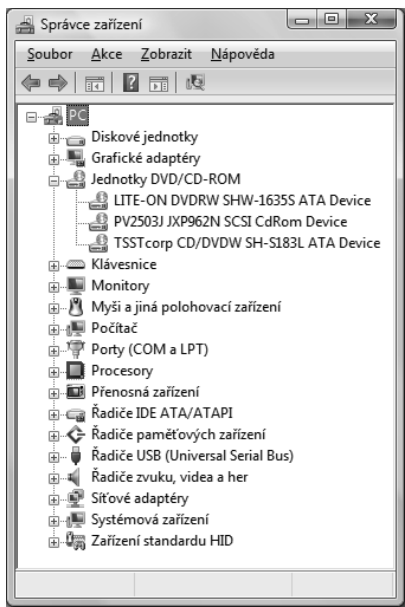 Správce zařízení
Soubor Akce Zobrazit Nápověda
PC
Diskové jednotky
Grafické adaptéry
Jednotky DVD/CD-ROM
LITE-ON DVDRW SHW-1635S ATA Device
PV2503J JXP962N SCSI CdRom Device
TSSTcorp CD/DVDW SH-S183L ATA Device
Klávesnice
Monitory
Myši a jiná polohovací zařízení
Počítač
Porty (COM a LPT)
Procesory
Přenosná zařízení
Řadiče IDE ATA/ATAPI
Řadiče paměťových zařízení
Řadiče USB (Universal Serial Bus)
Řadiče zvuku, videa a her
Síťové adaptéry
Systémová zařízení
Zařízení standardu HID